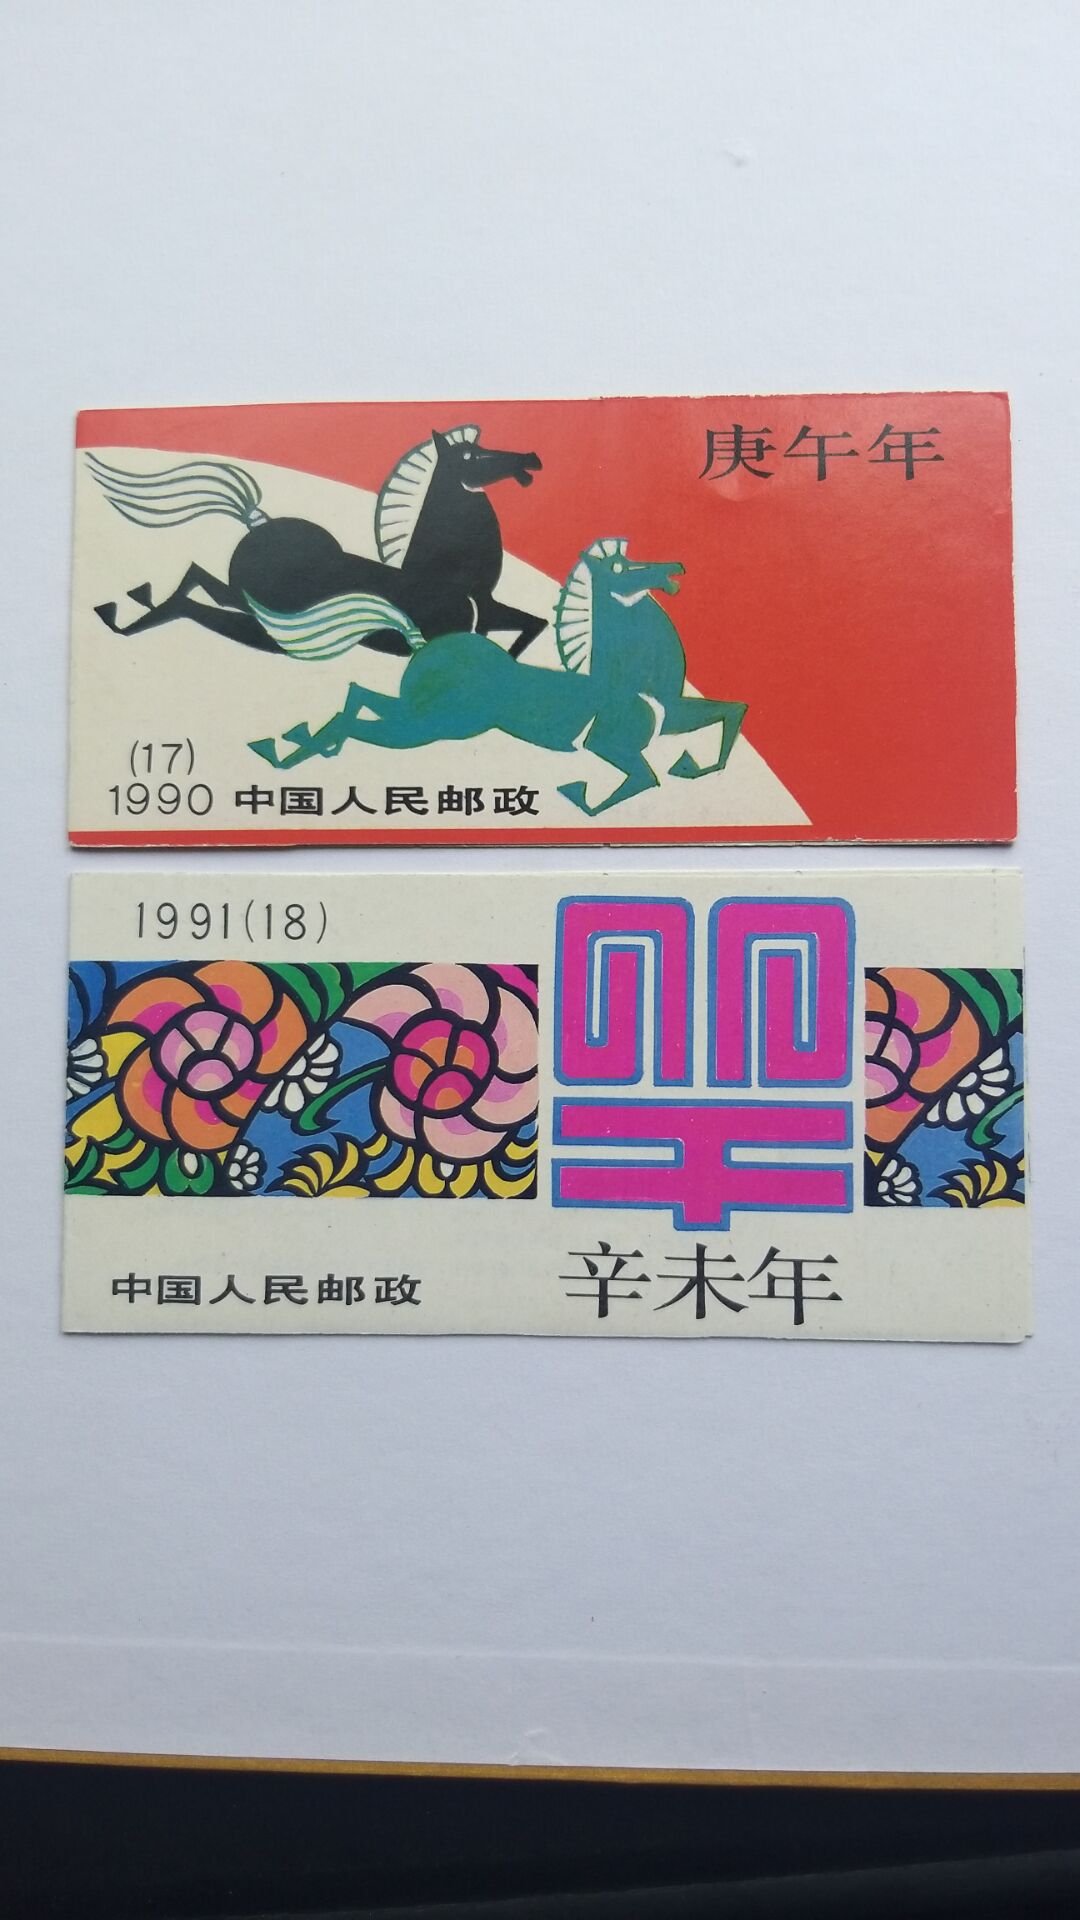 庚午年
(17)
1990 中国人民邮政
1991(18)
中国人民邮政
辛未年